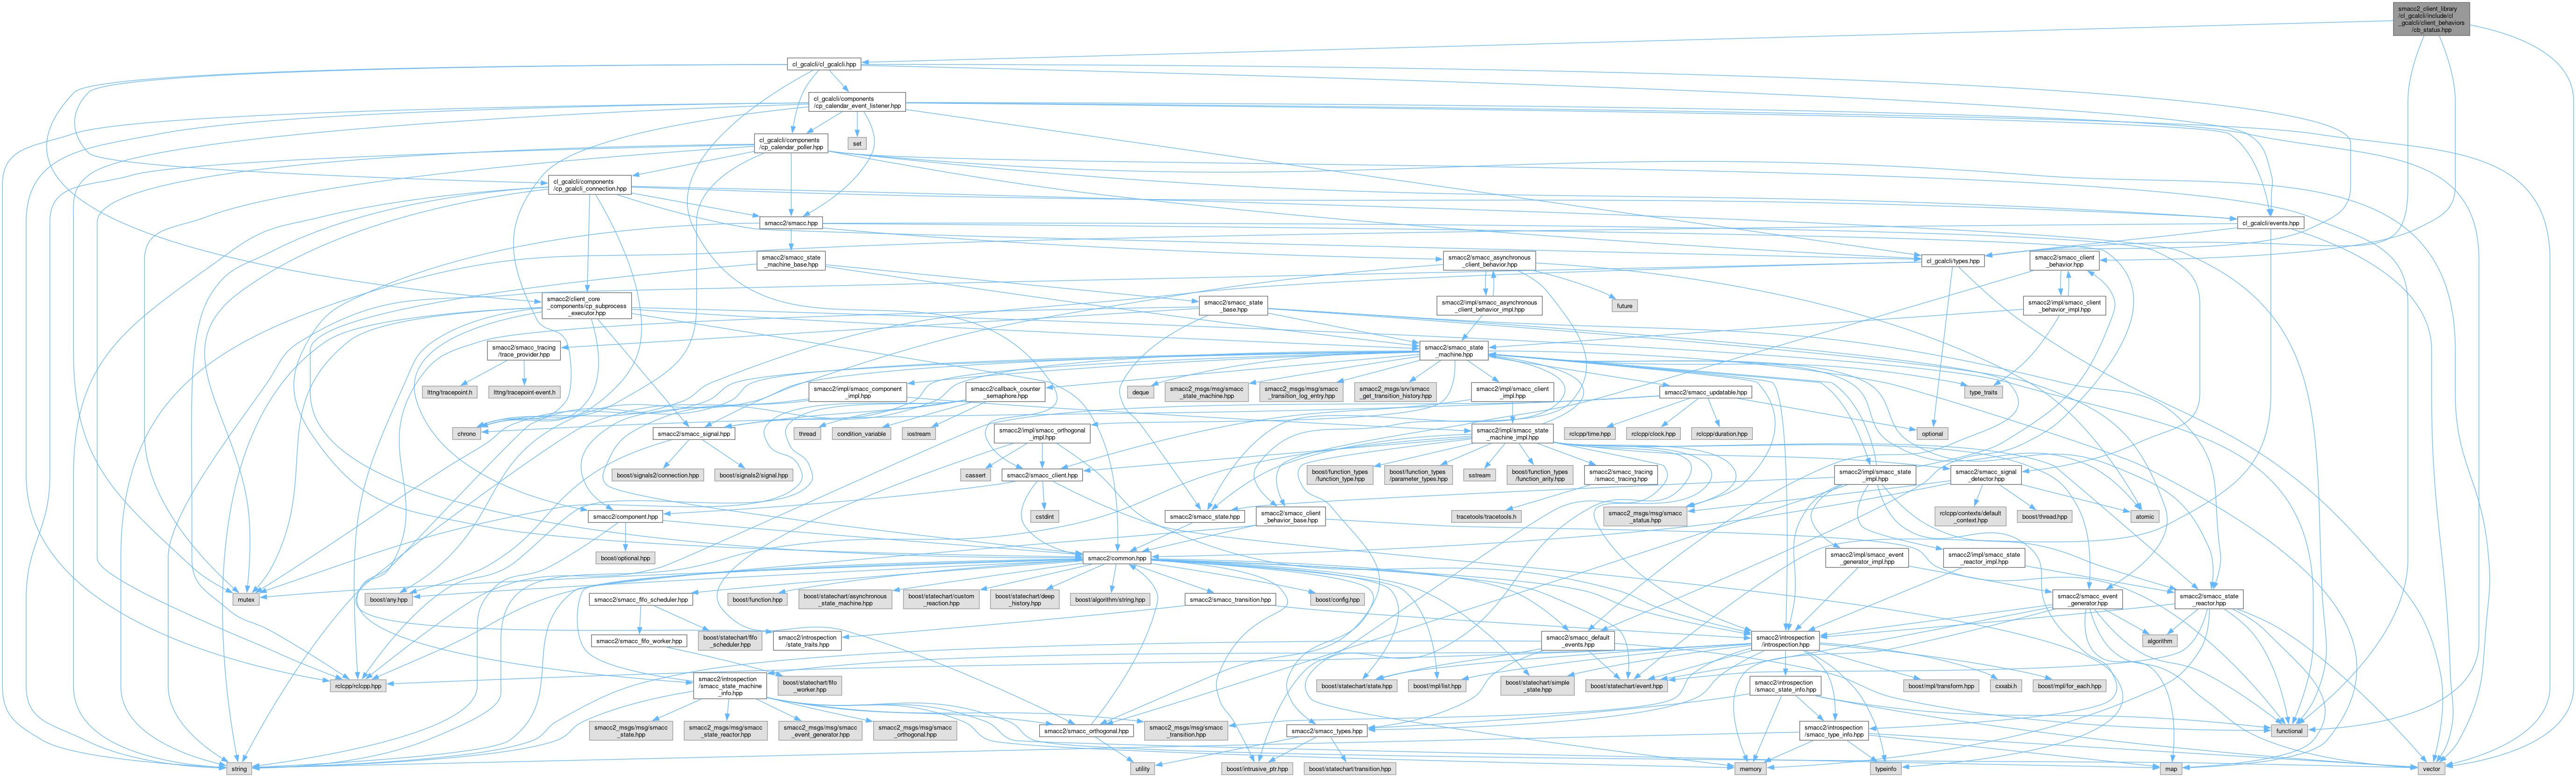 smacc2_client_library
/cl_gcalcli/include/cl
_gcalcli/client_behaviors
/cb_status.hpp
cl_gcalcli/cl_gcalcli.hpp
cl_gcalcli/components
/cp_calendar_event_listener.hpp
set
cl_gcalcli/components
/cp_calendar_poller.hpp
cl_gcalcli/components
/cp_gcalcli_connection.hpp
smacc2/smacc.hpp
cl_gcalcli/events.hpp
smacc2/smacc_state
_machine_base.hpp
smacc2/smacc_asynchronous
_client_behavior.hpp
cl_gcalcli/types.hpp
smacc2/smacc_client
_behavior.hpp
smacc2/client_core
_components/cp_subprocess
_executor.hpp
smacc2/smacc_state
_base.hpp
smacc2/impl/smacc_asynchronous
_client_behavior_impl.hpp
future
smacc2/impl/smacc_client
_behavior_impl.hpp
smacc2/smacc_tracing
/trace_provider.hpp
smacc2/smacc_state
_machine.hpp
lttng/tracepoint.h
lttng/tracepoint-event.h
smacc2/impl/smacc_component
_impl.hpp
smacc2/callback_counter
_semaphore.hpp
deque
smacc2_msgs/msg/smacc
_state_machine.hpp
smacc2_msgs/msg/smacc
_transition_log_entry.hpp
smacc2_msgs/srv/smacc
_get_transition_history.hpp
smacc2/impl/smacc_client
_impl.hpp
smacc2/smacc_updatable.hpp
type_traits
chrono
smacc2/smacc_signal.hpp
thread
condition_variable
iostream
smacc2/impl/smacc_orthogonal
_impl.hpp
smacc2/impl/smacc_state
_machine_impl.hpp
rclcpp/time.hpp
rclcpp/clock.hpp
rclcpp/duration.hpp
optional
boost/signals2/connection.hpp
boost/signals2/signal.hpp
cassert
smacc2/smacc_client.hpp
boost/function_types
/function_type.hpp
boost/function_types
/parameter_types.hpp
sstream
boost/function_types
/function_arity.hpp
smacc2/smacc_tracing
/smacc_tracing.hpp
smacc2/impl/smacc_state
_impl.hpp
smacc2/smacc_signal
_detector.hpp
smacc2/component.hpp
cstdint
smacc2/smacc_state.hpp
smacc2/smacc_client
_behavior_base.hpp
tracetools/tracetools.h
smacc2_msgs/msg/smacc
_status.hpp
rclcpp/contexts/default
_context.hpp
boost/thread.hpp
atomic
boost/optional.hpp
smacc2/common.hpp
smacc2/impl/smacc_event
_generator_impl.hpp
smacc2/impl/smacc_state
_reactor_impl.hpp
mutex
boost/any.hpp
smacc2/smacc_fifo_scheduler.hpp
boost/function.hpp
boost/statechart/asynchronous
_state_machine.hpp
boost/statechart/custom
_reaction.hpp
boost/statechart/deep
_history.hpp
boost/algorithm/string.hpp
smacc2/smacc_transition.hpp
boost/config.hpp
smacc2/smacc_event
_generator.hpp
smacc2/smacc_state
_reactor.hpp
smacc2/smacc_fifo_worker.hpp
boost/statechart/fifo
_scheduler.hpp
smacc2/introspection
/state_traits.hpp
smacc2/smacc_default
_events.hpp
smacc2/introspection
/introspection.hpp
algorithm
rclcpp/rclcpp.hpp
smacc2/introspection
/smacc_state_machine
_info.hpp
boost/statechart/fifo
_worker.hpp
boost/statechart/state.hpp
boost/mpl/list.hpp
boost/statechart/simple
_state.hpp
boost/statechart/event.hpp
smacc2/introspection
/smacc_state_info.hpp
boost/mpl/transform.hpp
cxxabi.h
boost/mpl/for_each.hpp
smacc2_msgs/msg/smacc
_state.hpp
smacc2_msgs/msg/smacc
_state_reactor.hpp
smacc2_msgs/msg/smacc
_event_generator.hpp
smacc2_msgs/msg/smacc
_orthogonal.hpp
smacc2/smacc_orthogonal.hpp
smacc2_msgs/msg/smacc
_transition.hpp
smacc2/smacc_types.hpp
smacc2/introspection
/smacc_type_info.hpp
functional
string
utility
boost/intrusive_ptr.hpp
boost/statechart/transition.hpp
memory
typeinfo
map
vector